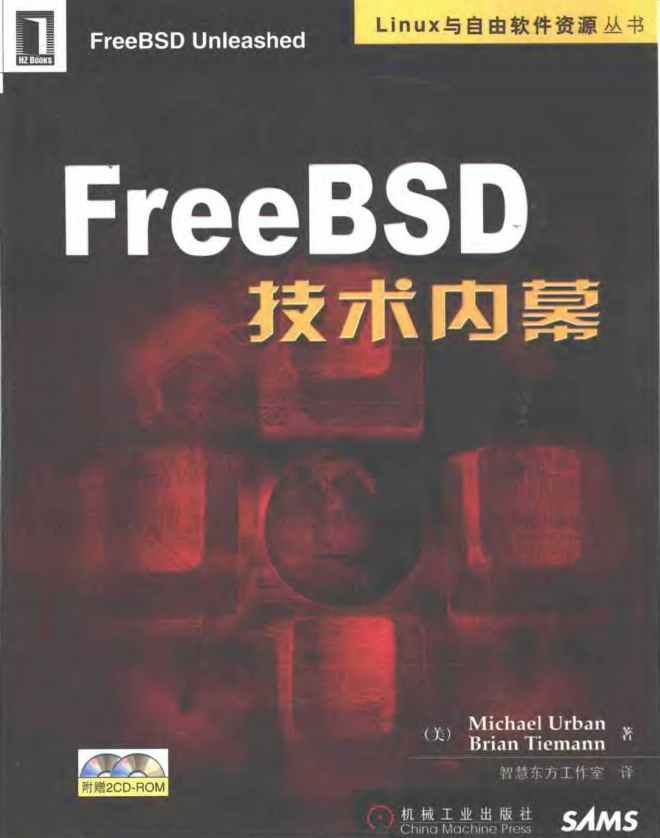 HZ BOOKS
FreeBSD Unleashed
Linux与自由软件资源 丛书
FreeBSD
技术内幕
(美) Michael Urban
Brian Tiemann 著
智慧东方工作室 译
附赠2CD-ROM
机械工业出版社
China Machine Press
SAMS